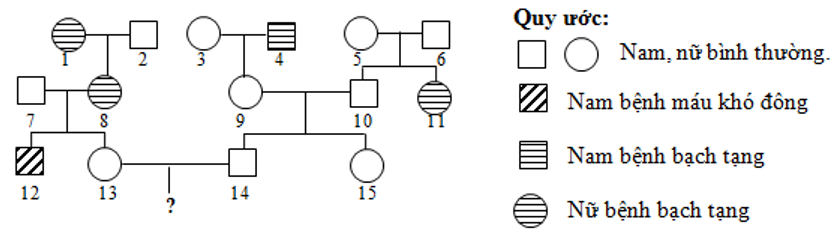 1 2 3 4 5 6
7 8 9 10 11
12 13 14 15
?
Quy ước:
Nam, nữ bình thường.
Nam bệnh máu khó đông
Nam bệnh bạch tạng
Nữ bệnh bạch tạng